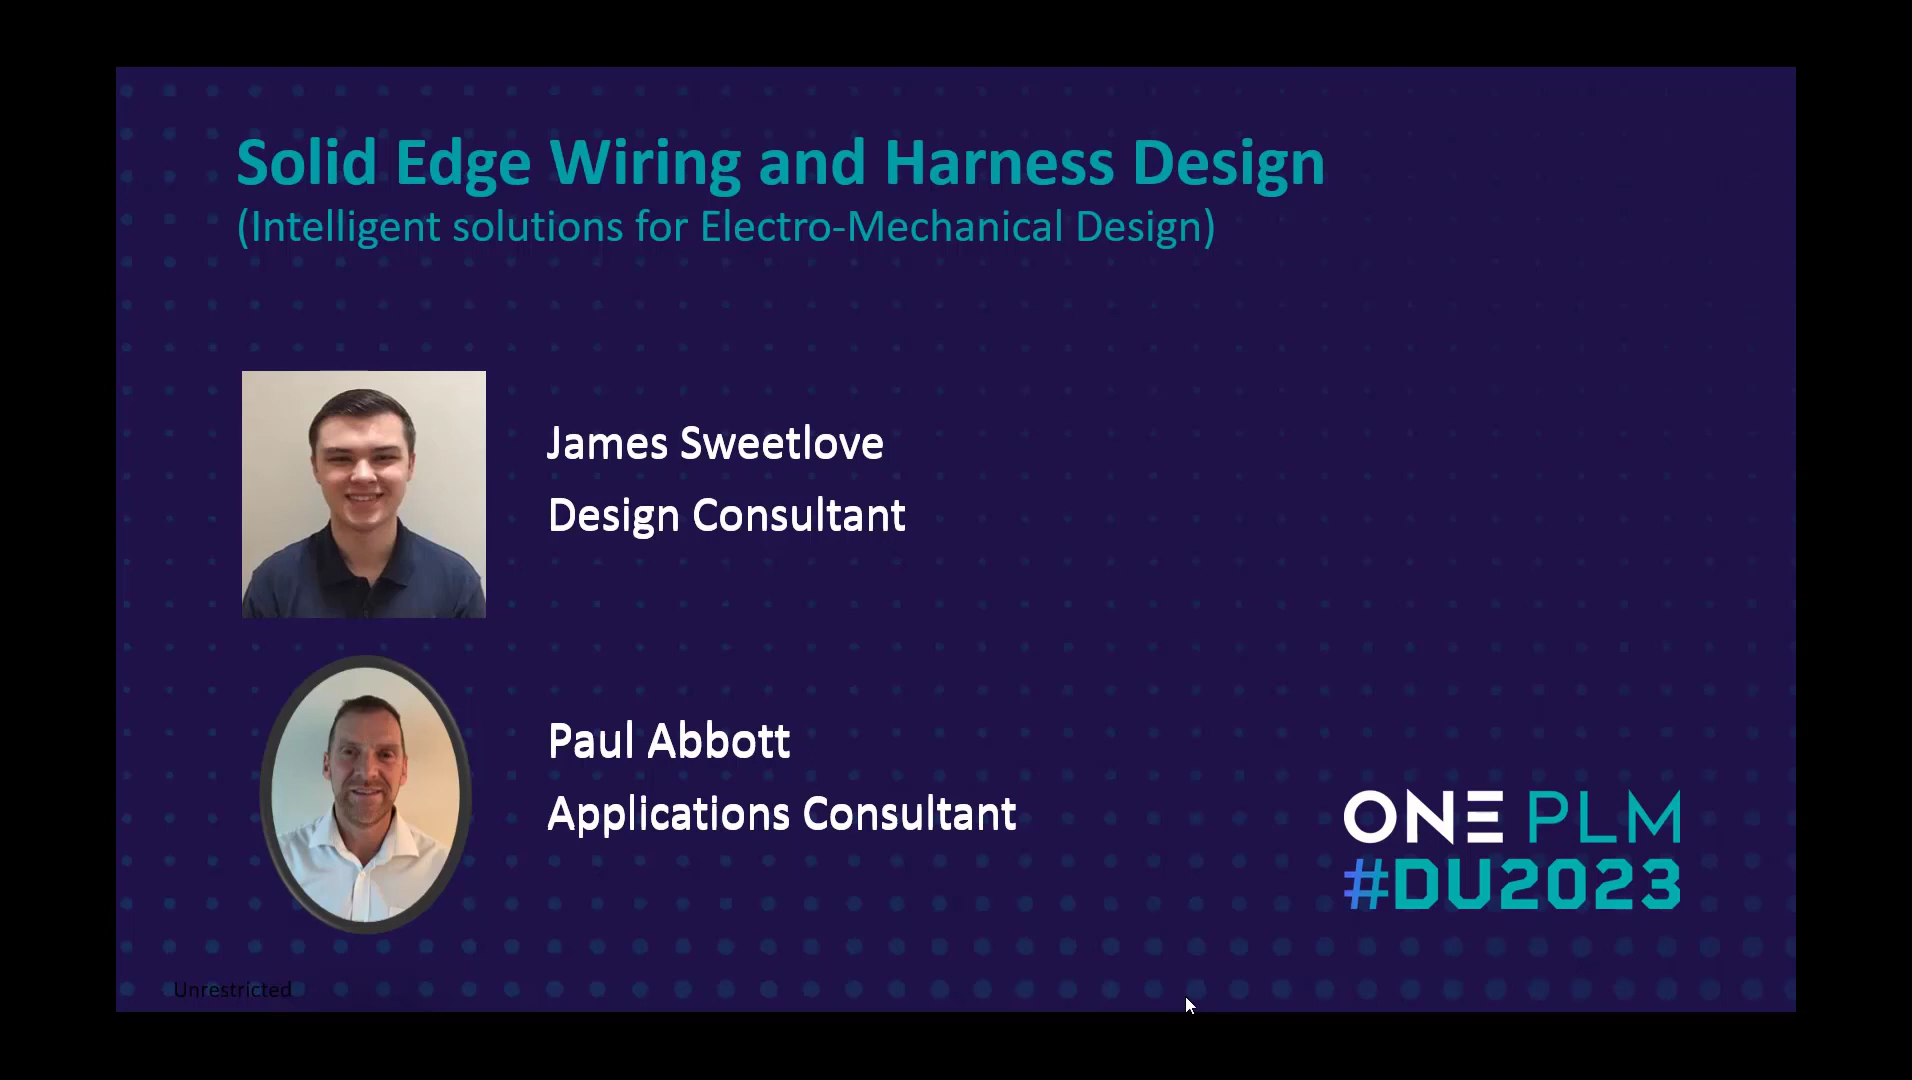 Solid Edge Wiring and Harness Design
(Intelligent solutions for Electro-Mechanical Design)
James Sweetlove
Design Consultant
Paul Abbott
Applications Consultant
ONE PLM
#DU2023
Unrestricted